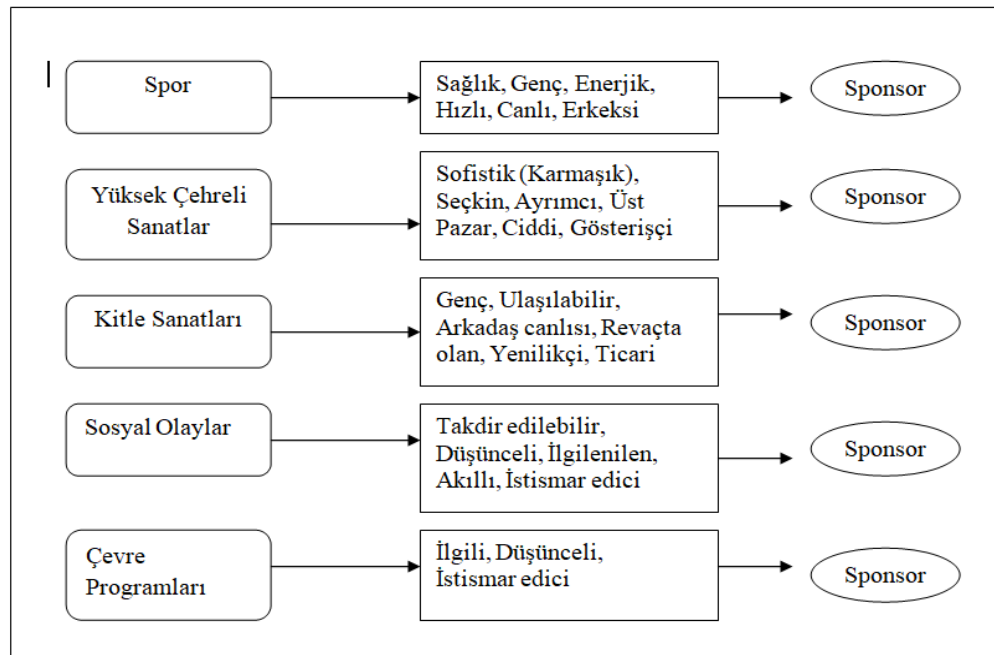 Spor
Sağlık, Genç, Enerjik,
Hızlı, Canlı, Erkeksi
Sponsor
Yüksek Çehreli
Sanatlar
Sofistik (Karmaşık),
Seçkin, Ayrımcı, Üst
Pazar, Ciddi, Gösterişçi
Sponsor
Kitle Sanatları
Genç, Ulaşılabilir,
Arkadaş canlısı, Revaçta
olan, Yenilikçi, Ticari
Sponsor
Sosyal Olaylar
Takdir edilebilir,
Düşünceli, İlgilenilen,
Akıllı, İstismar edici
Sponsor
Çevre
Programları
İlgili, Düşünceli,
İstismar edici
Sponsor